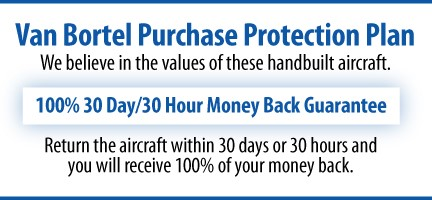 Van Bortel Purchase Protection Plan
We believe in the values of these handbuilt aircraft.
100% 30 Day/30 Hour Money Back Guarantee
Return the aircraft within 30 days or 30 hours and
you will receive 100% of your money back.